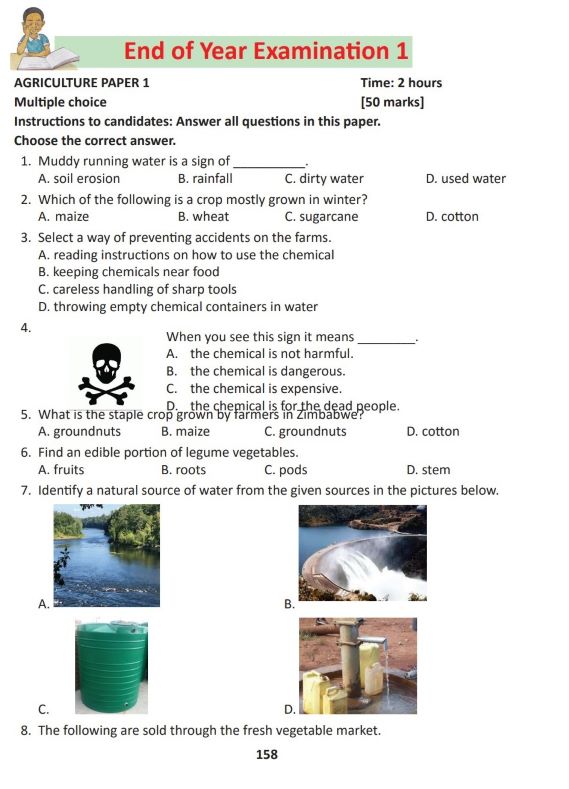 End of Year Examination 1
AGRICULTURE PAPER 1 Time: 2 hours
Multiple choice [50 marks]
Instructions to candidates: Answer all questions in this paper.
Choose the correct answer.
1. Muddy running water is a sign of __________.
A. soil erosion B. rainfall C. dirty water D. used water
2. Which of the following is a crop mostly grown in winter?
A. maize B. wheat C. sugarcane D. cotton
3. Select a way of preventing accidents on the farms.
A. reading instructions on how to use the chemical
B. keeping chemicals near food
C. careless handling of sharp tools
D. throwing empty chemical containers in water
4.
When you see this sign it means ________.
A. the chemical is not harmful.
B. the chemical is dangerous.
C. the chemical is expensive.
D. the chemical is for the dead people.
5. What is the staple crop grown by farmers in Zimbabwe?
A. groundnuts B. maize C. groundnuts D. cotton
6. Find an edible portion of legume vegetables.
A. fruits B. roots C. pods D. stem
7. Identify a natural source of water from the given sources in the pictures below.
A. B.
C. D.
8. The following are sold through the fresh vegetable market.
158